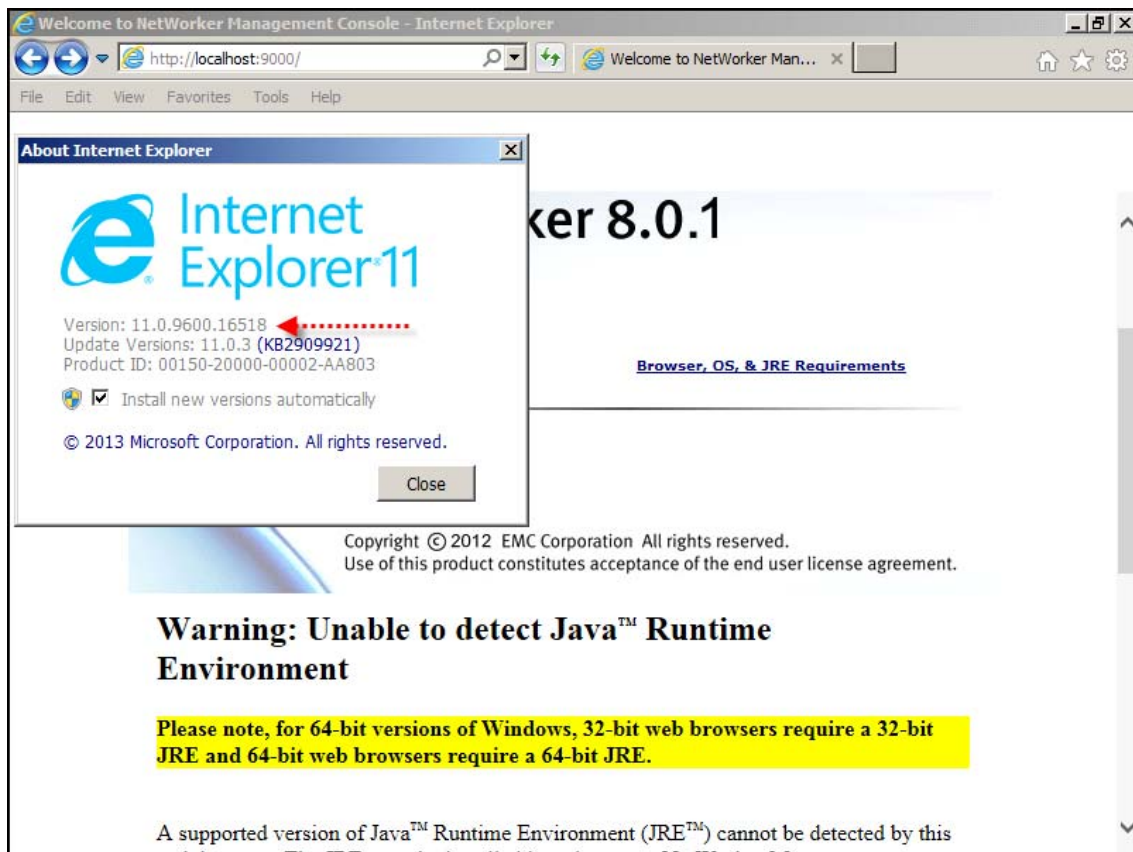 Welcome to NetWorker Management Console - Internet Explorer
http://localhost:9000/
Welcome to NetWorker Man...
File Edit View Favorites Tools Help
About Internet Explorer
Internet
Explorer 11
Version: 11.0.9600.16518
Update Versions: 11.0.3 (KB2909921)
Product ID: 00150-20000-00002-AA803
Install new versions automatically
© 2013 Microsoft Corporation. All rights reserved.
Close
ker 8.0.1
Browser, OS, & JRE Requirements
Copyright © 2012 EMC Corporation All rights reserved.
Use of this product constitutes acceptance of the end user license agreement.
Warning: Unable to detect Java™ Runtime
Environment
Please note, for 64-bit versions of Windows, 32-bit web browsers require a 32-bit
JRE and 64-bit web browsers require a 64-bit JRE.
A supported version of Java™ Runtime Environment (JRE™) cannot be detected by this